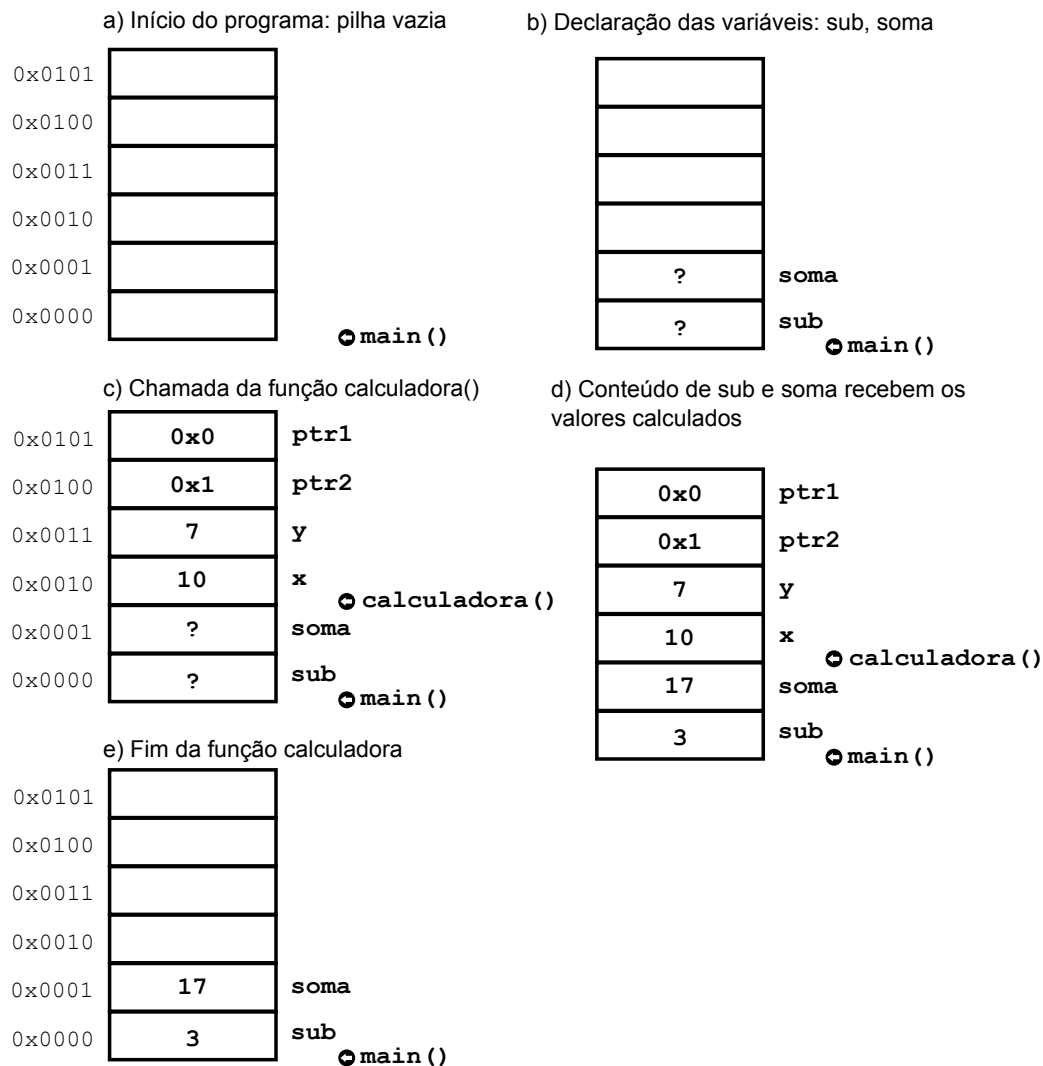 a) Início do programa: pilha vazia
0x0101
0x0100
0x0011
0x0010
0x0001
0x0000
main()
b) Declaração das variáveis: sub, soma
? soma
? sub
main()
c) Chamada da função calculadora()
0x0101 0x0 ptr1
0x0100 0x1 ptr2
0x0011 7 y
0x0010 10 x
calculadora()
0x0001 ? soma
0x0000 ? sub
main()
d) Conteúdo de sub e soma recebem os
valores calculados
0x0 ptr1
0x1 ptr2
7 y
10 x
calculadora()
17 soma
3 sub
main()
e) Fim da função calculadora
0x0101
0x0100
0x0011
0x0010
0x0001 17 soma
0x0000 3 sub
main()